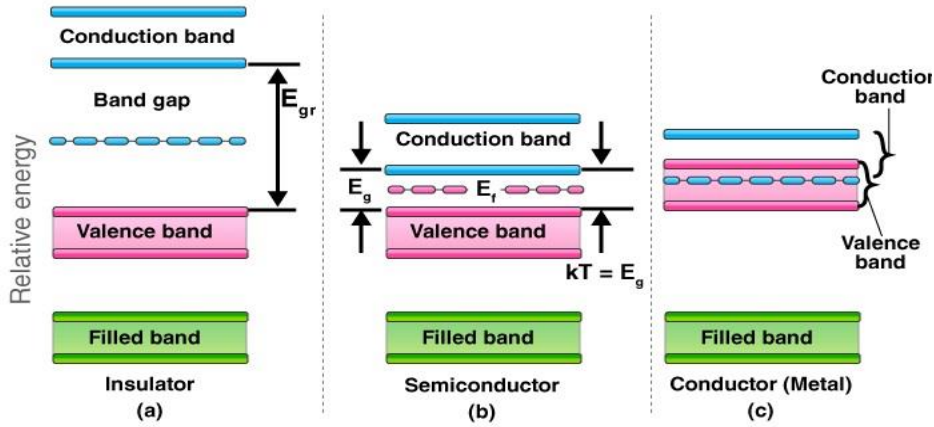 Relative energy
Conduction band
Band gap
E_gr
Valence band
Filled band
Insulator
(a)
Conduction band
E_g
E_f
Valence band
kT = E_g
Filled band
Semiconductor
(b)
Conduction
band
Valence
band
Filled band
Conductor (Metal)
(c)